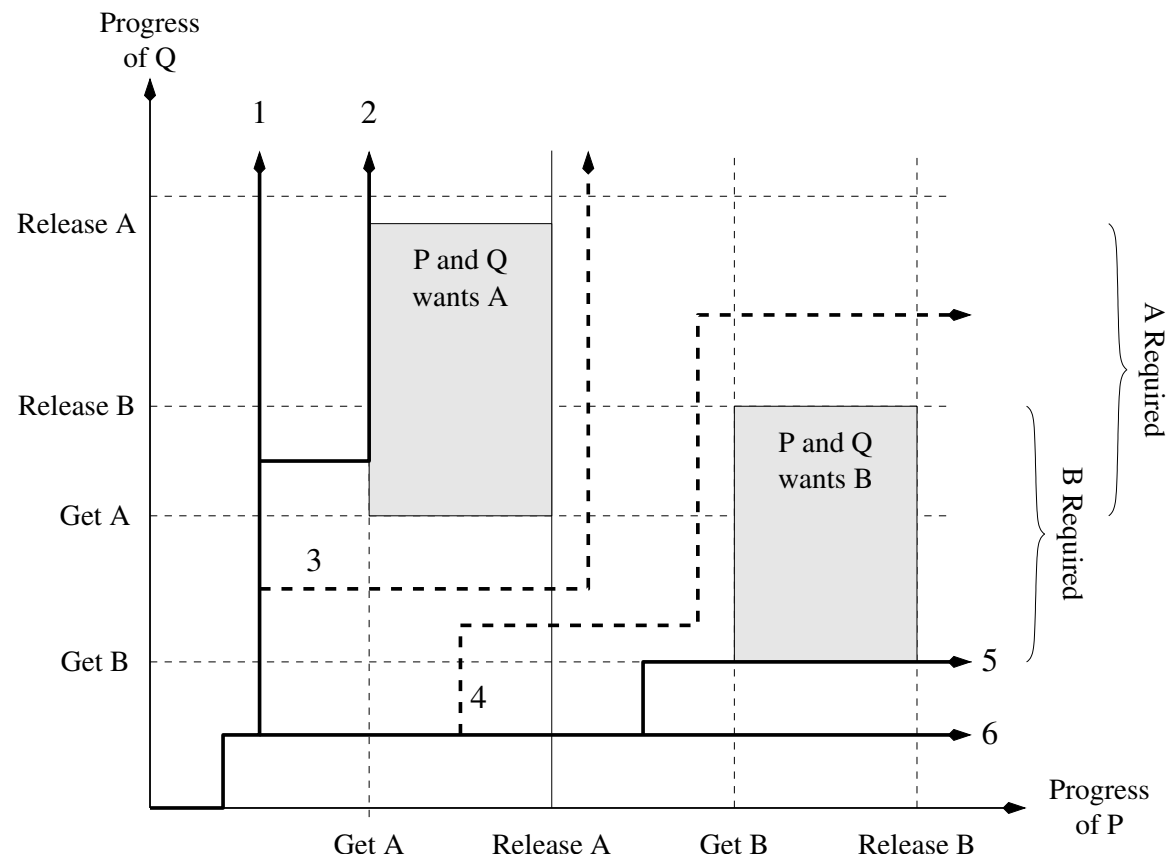 Progress
of Q
1
2
Release A
P and Q
wants A
A Required
Release B
P and Q
wants B
B Required
Get A
3
Get B
4
5
6
Progress
of P
Get A
Release A
Get B
Release B